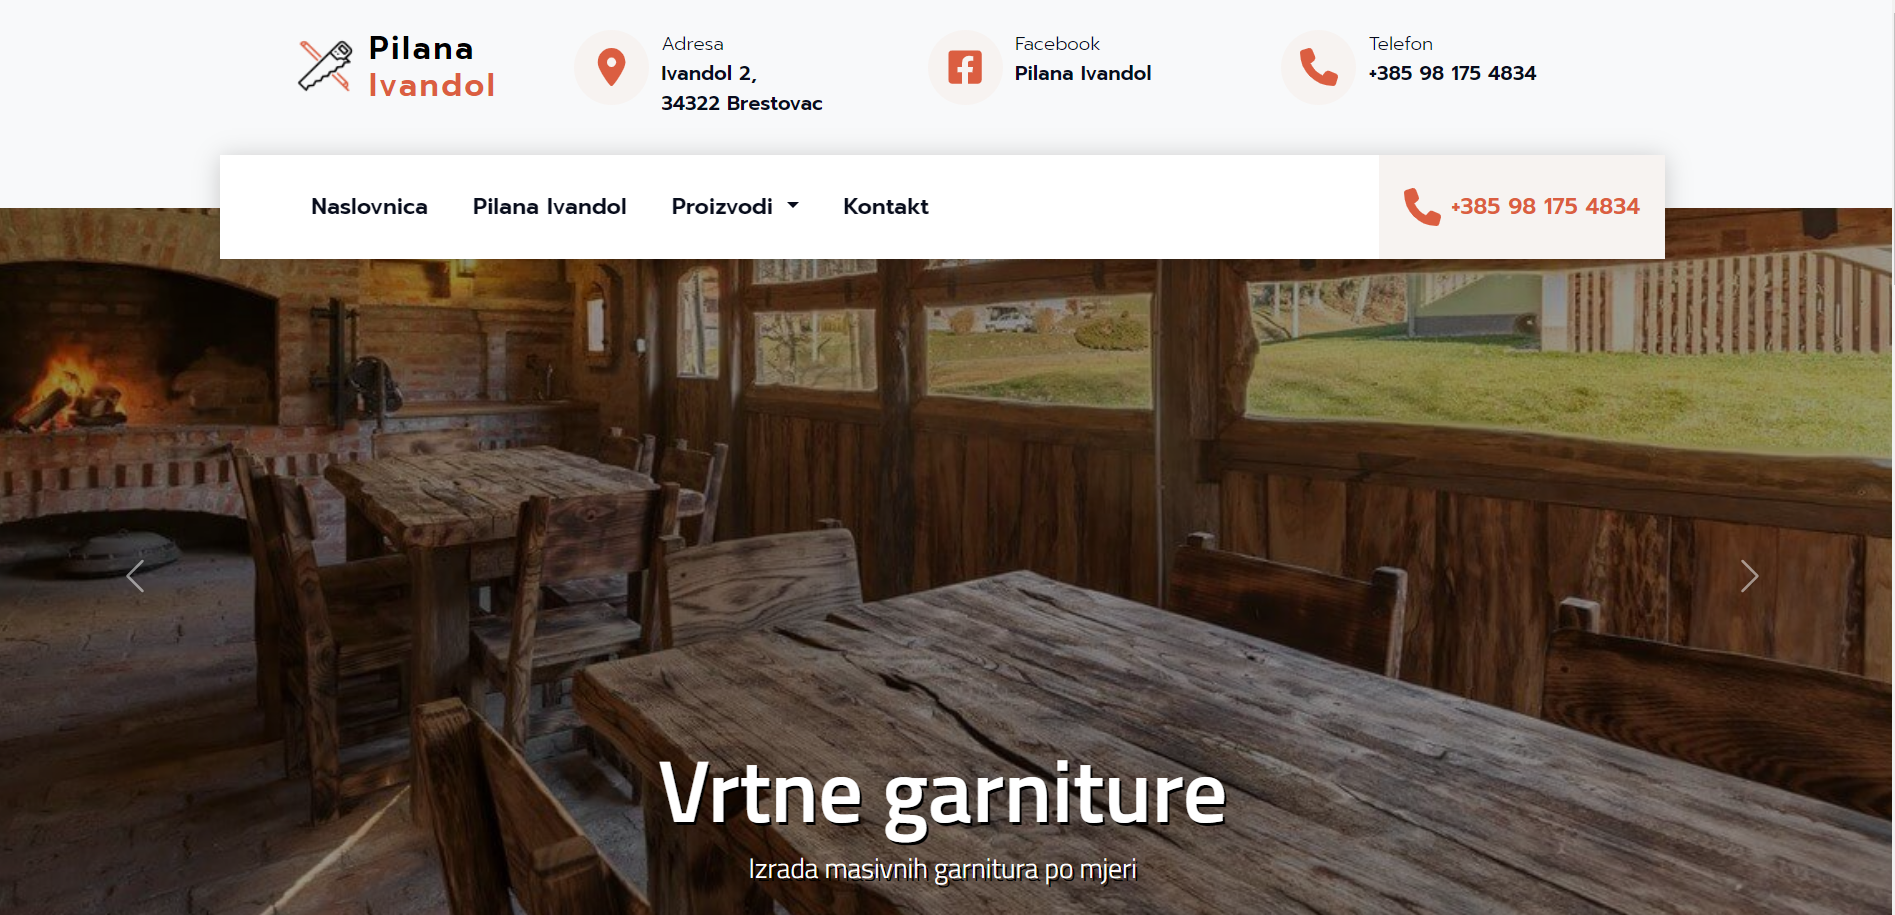 Pilana
Ivandol
Adresa
Ivandol 2,
34322 Brestovac
Facebook
Pilana Ivandol
Telefon
+385 98 175 4834
Naslovnica
Pilana Ivandol
Proizvodi
Kontakt
+385 98 175 4834
Vrtne garniture
Izrada masivnih garnitura po mjeri